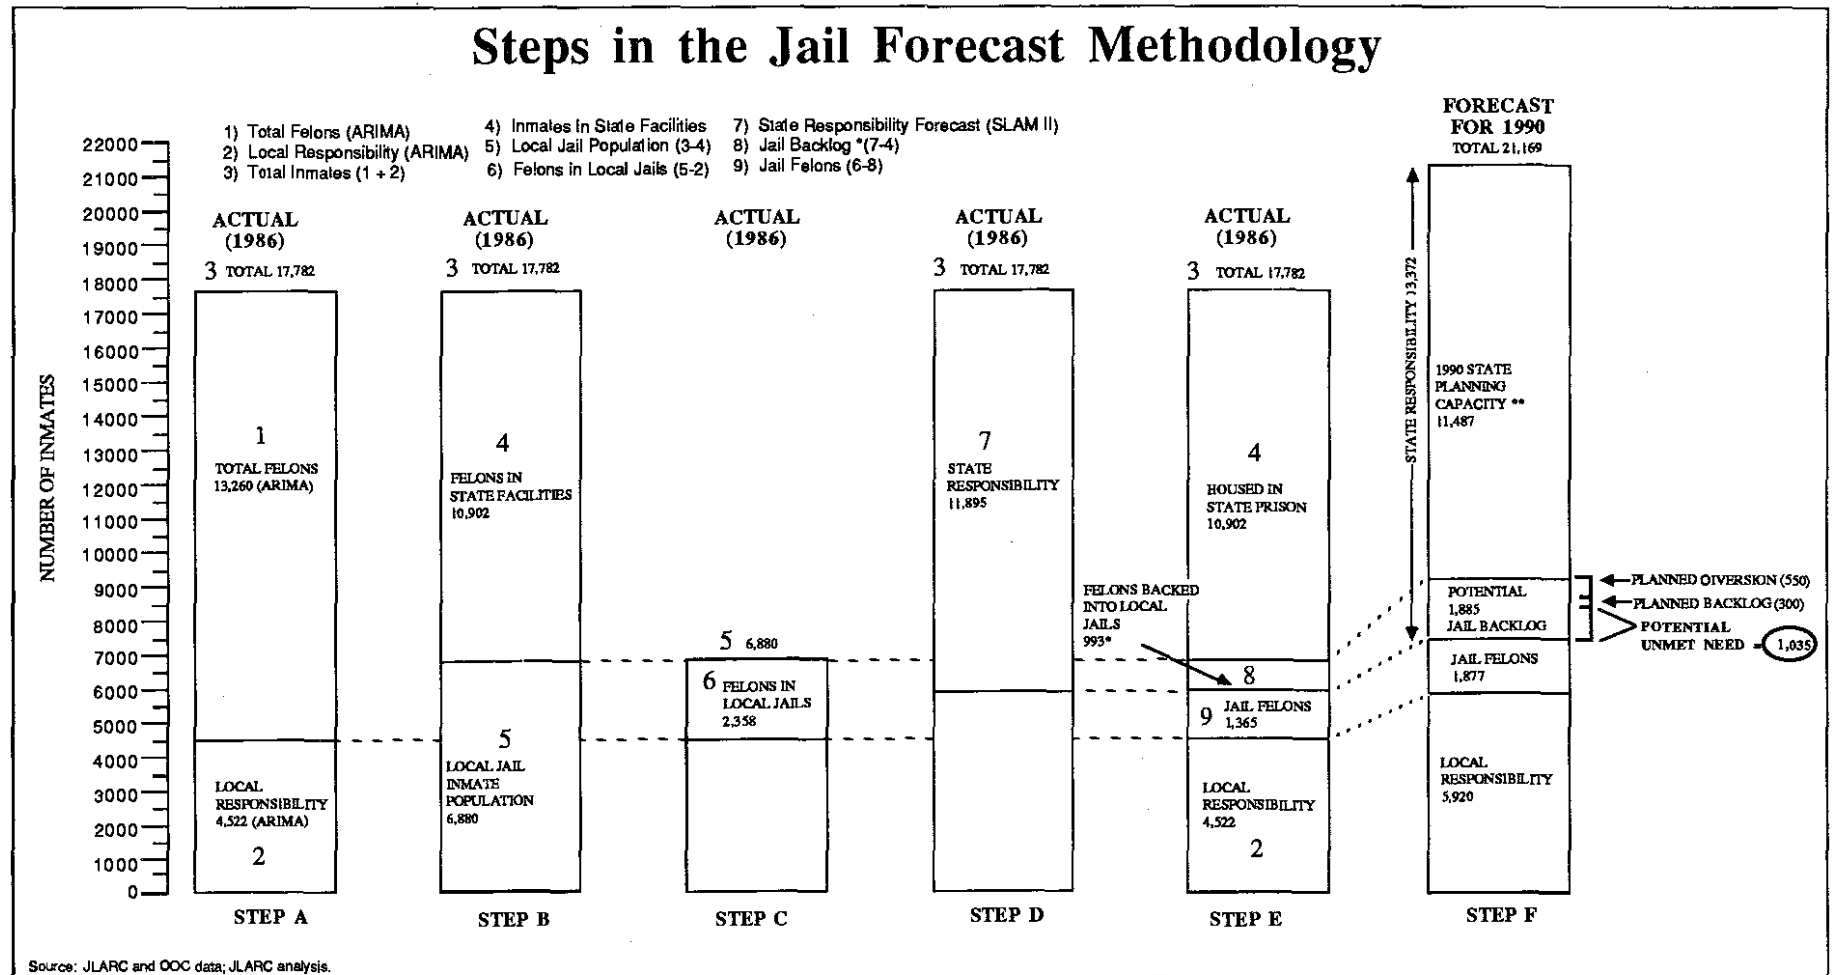 Steps in the Jail Forecast Methodology
1) Total Felons (ARIMA)
2) Local Responsibility (ARIMA)
3) Total Inmates (1 + 2)
4) Inmates in State Facilities
5) Local Jail Population (3-4)
6) Felons in Local Jails (5-2)
7) State Responsibility Forecast (SLAM II)
8) Jail Backlog *(7-4)
9) Jail Felons (6-8)
NUMBER OF INMATES
22000
21000
20000
19000
18000
17000
16000
15000
14000
13000
12000
11000
10000
9000
8000
7000
6000
5000
4000
3000
2000
1000
0
ACTUAL
(1986)
3 TOTAL 17,782
1
TOTAL FELONS
13,260 (ARIMA)
LOCAL
RESPONSIBILITY
4,522 (ARIMA)
2
STEP A
ACTUAL
(1986)
3 TOTAL 17,782
4
FELONS IN
STATE FACILITIES
10,902
5
LOCAL JAIL
INMATE
POPULATION
6,880
STEP B
ACTUAL
(1986)
5 6,880
6 FELONS IN
LOCAL JAILS
2,358
STEP C
ACTUAL
(1986)
3 TOTAL 17,782
7
STATE
RESPONSIBILITY
11,895
STEP D
ACTUAL
(1986)
3 TOTAL 17,782
4
HOUSED IN
STATE PRISON
10,902
FELONS BACKED
INTO LOCAL
JAILS
993*
8
9 JAIL FELONS
1,365
LOCAL
RESPONSIBILITY
4,522
2
STEP E
FORECAST
FOR 1990
TOTAL 21,169
STATE RESPONSIBILITY 13,372
1990 STATE
PLANNING
CAPACITY **
11,487
POTENTIAL
1,885
JAIL BACKLOG
JAIL FELONS
1,877
LOCAL
RESPONSIBILITY
5,920
PLANNED DIVERSION (550)
PLANNED BACKLOG (300)
POTENTIAL
UNMET NEED = 1,035
STEP F
Source: JLARC and DOC data; JLARC analysis.